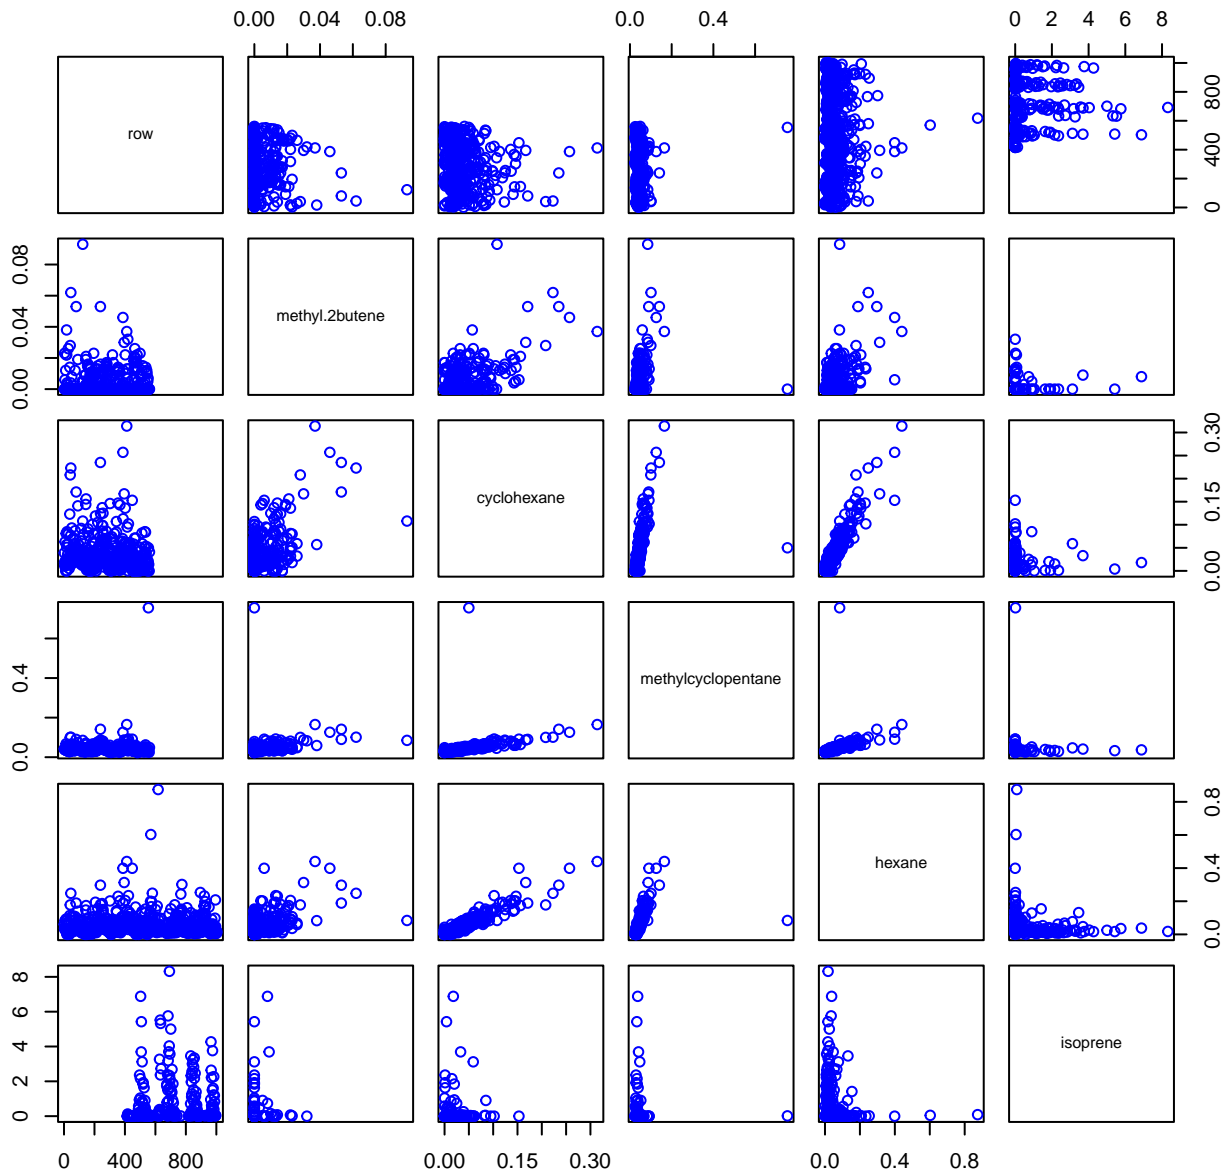 0.00 0.04 0.08 0.0 0.4 0 2 4 6 8
row 0 400 800
0.00 0.04 0.08 methyl.2butene
cyclohexane 0.00 0.15 0.30
0.0 0.4 methylcyclopentane
hexane 0.0 0.4 0.8
0 2 4 6 8 isoprene
0 400 800 0.00 0.15 0.30 0.0 0.4 0.8